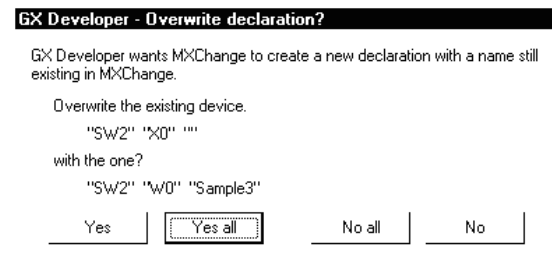 GX Developer - Overwrite declaration?
GX Developer wants MXChange to create a new declaration with a name still
existing in MXChange.
Overwrite the existing device.
"SW2" "X0" ""
with the one?
"SW2" "W0" "Sample3"
Yes Yes all No all No